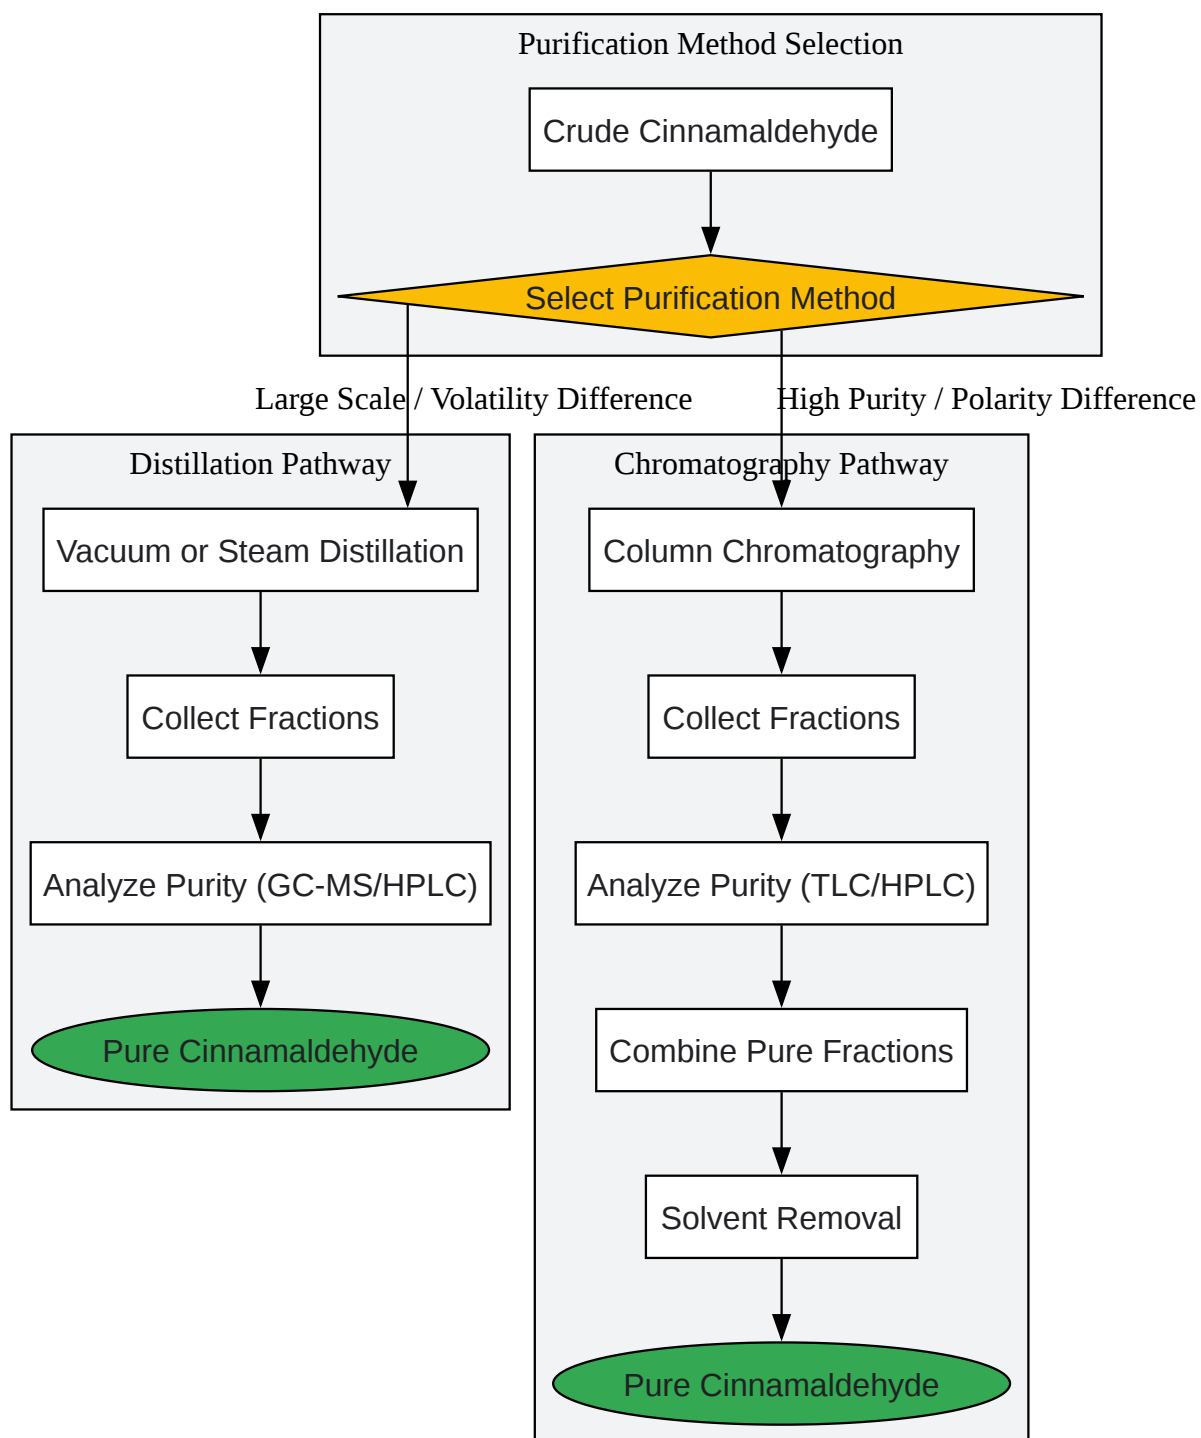 Purification Method Selection
Crude Cinnamaldehyde
Select Purification Method
Large Scale / Volatility Difference
High Purity / Polarity Difference
Distillation Pathway
Vacuum or Steam Distillation
Collect Fractions
Analyze Purity (GC-MS/HPLC)
Pure Cinnamaldehyde
Chromatography Pathway
Column Chromatography
Collect Fractions
Analyze Purity (TLC/HPLC)
Combine Pure Fractions
Solvent Removal
Pure Cinnamaldehyde